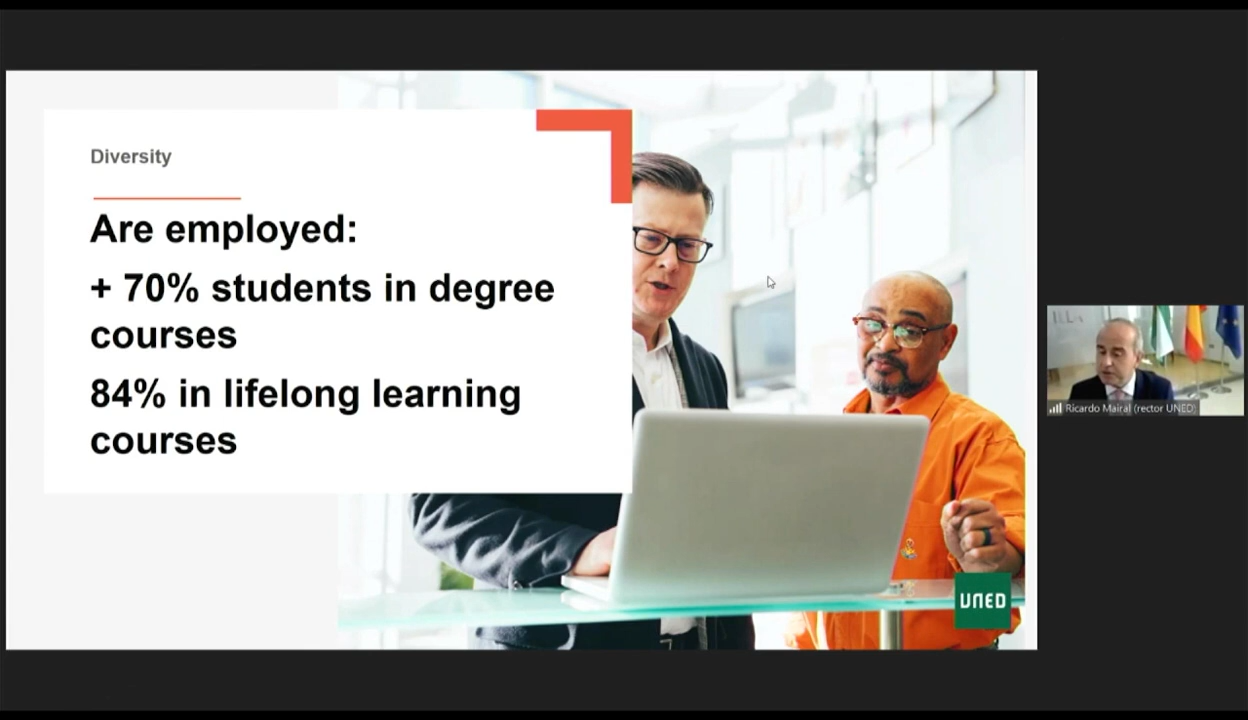 Diversity
Are employed:
+ 70% students in degree
courses
84% in lifelong learning
courses
UNED
Ricardo Mairal (rector UNED)